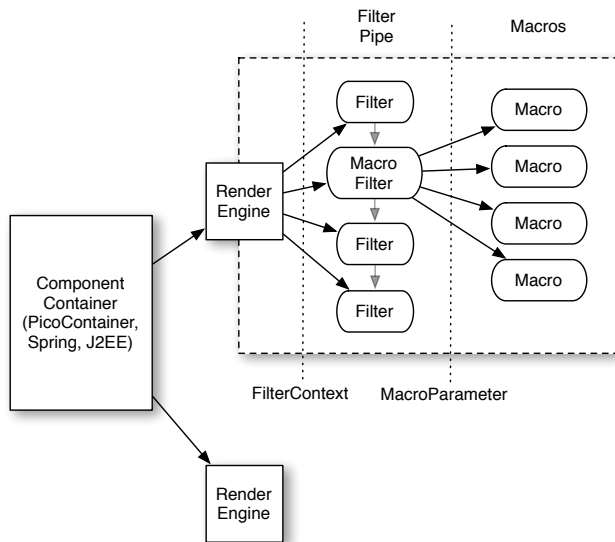 Filter
Pipe
Macros
Filter
Macro
Macro
Filter
Macro
Render
Engine
Filter
Macro
Component
Container
(PicoContainer,
Spring, J2EE)
Macro
Filter
FilterContext
MacroParameter
Render
Engine